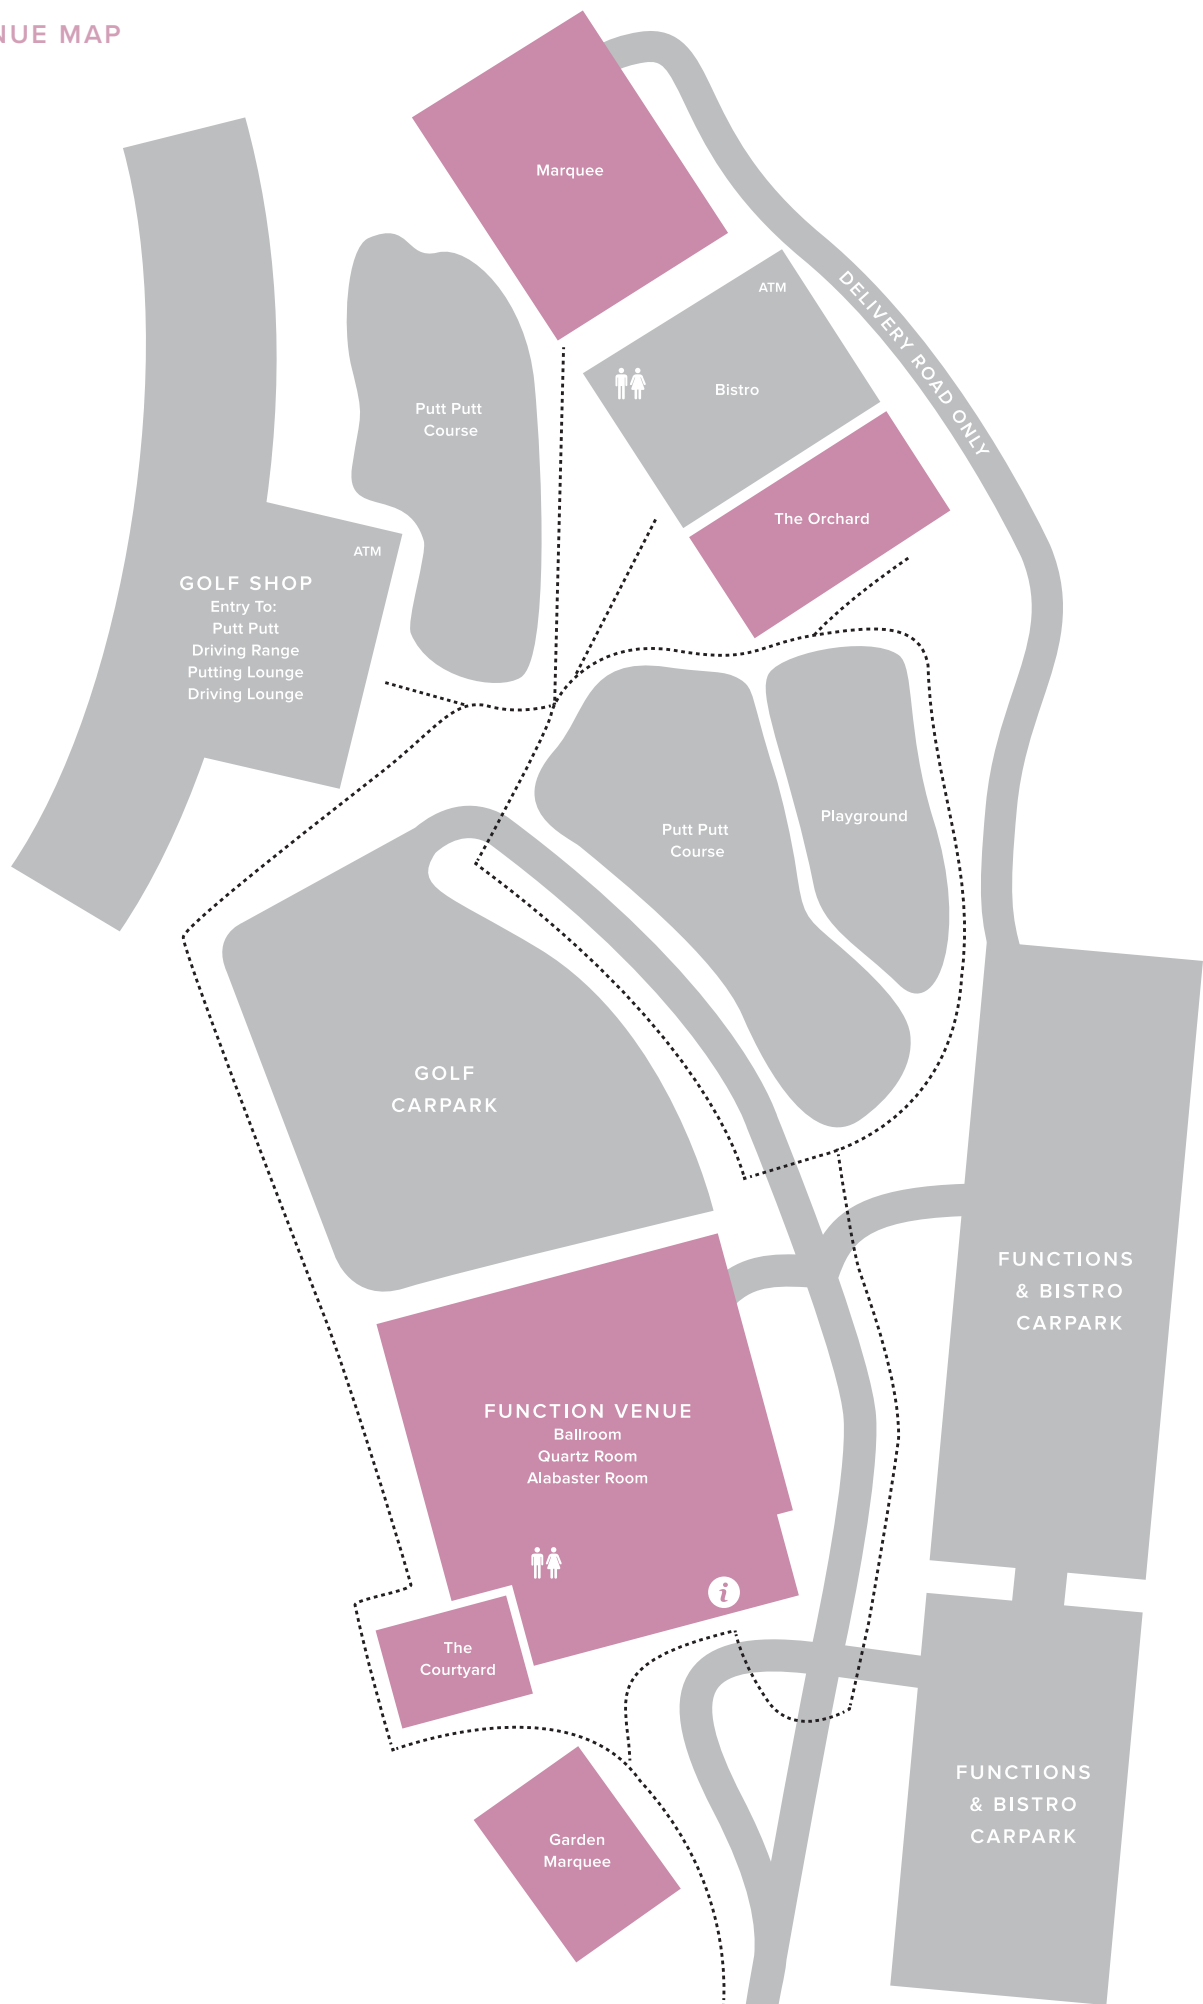 NUE MAP
Marquee
ATM
Bistro
DELIVERY ROAD ONLY
Putt Putt
Course
The Orchard
ATM
GOLF SHOP
Entry To:
Putt Putt
Driving Range
Putting Lounge
Driving Lounge
Playground
Putt Putt
Course
GOLF
CARPARK
FUNCTIONS
& BISTRO
CARPARK
FUNCTION VENUE
Ballroom
Quartz Room
Alabaster Room
i
The
Courtyard
FUNCTIONS
& BISTRO
CARPARK
Garden
Marquee